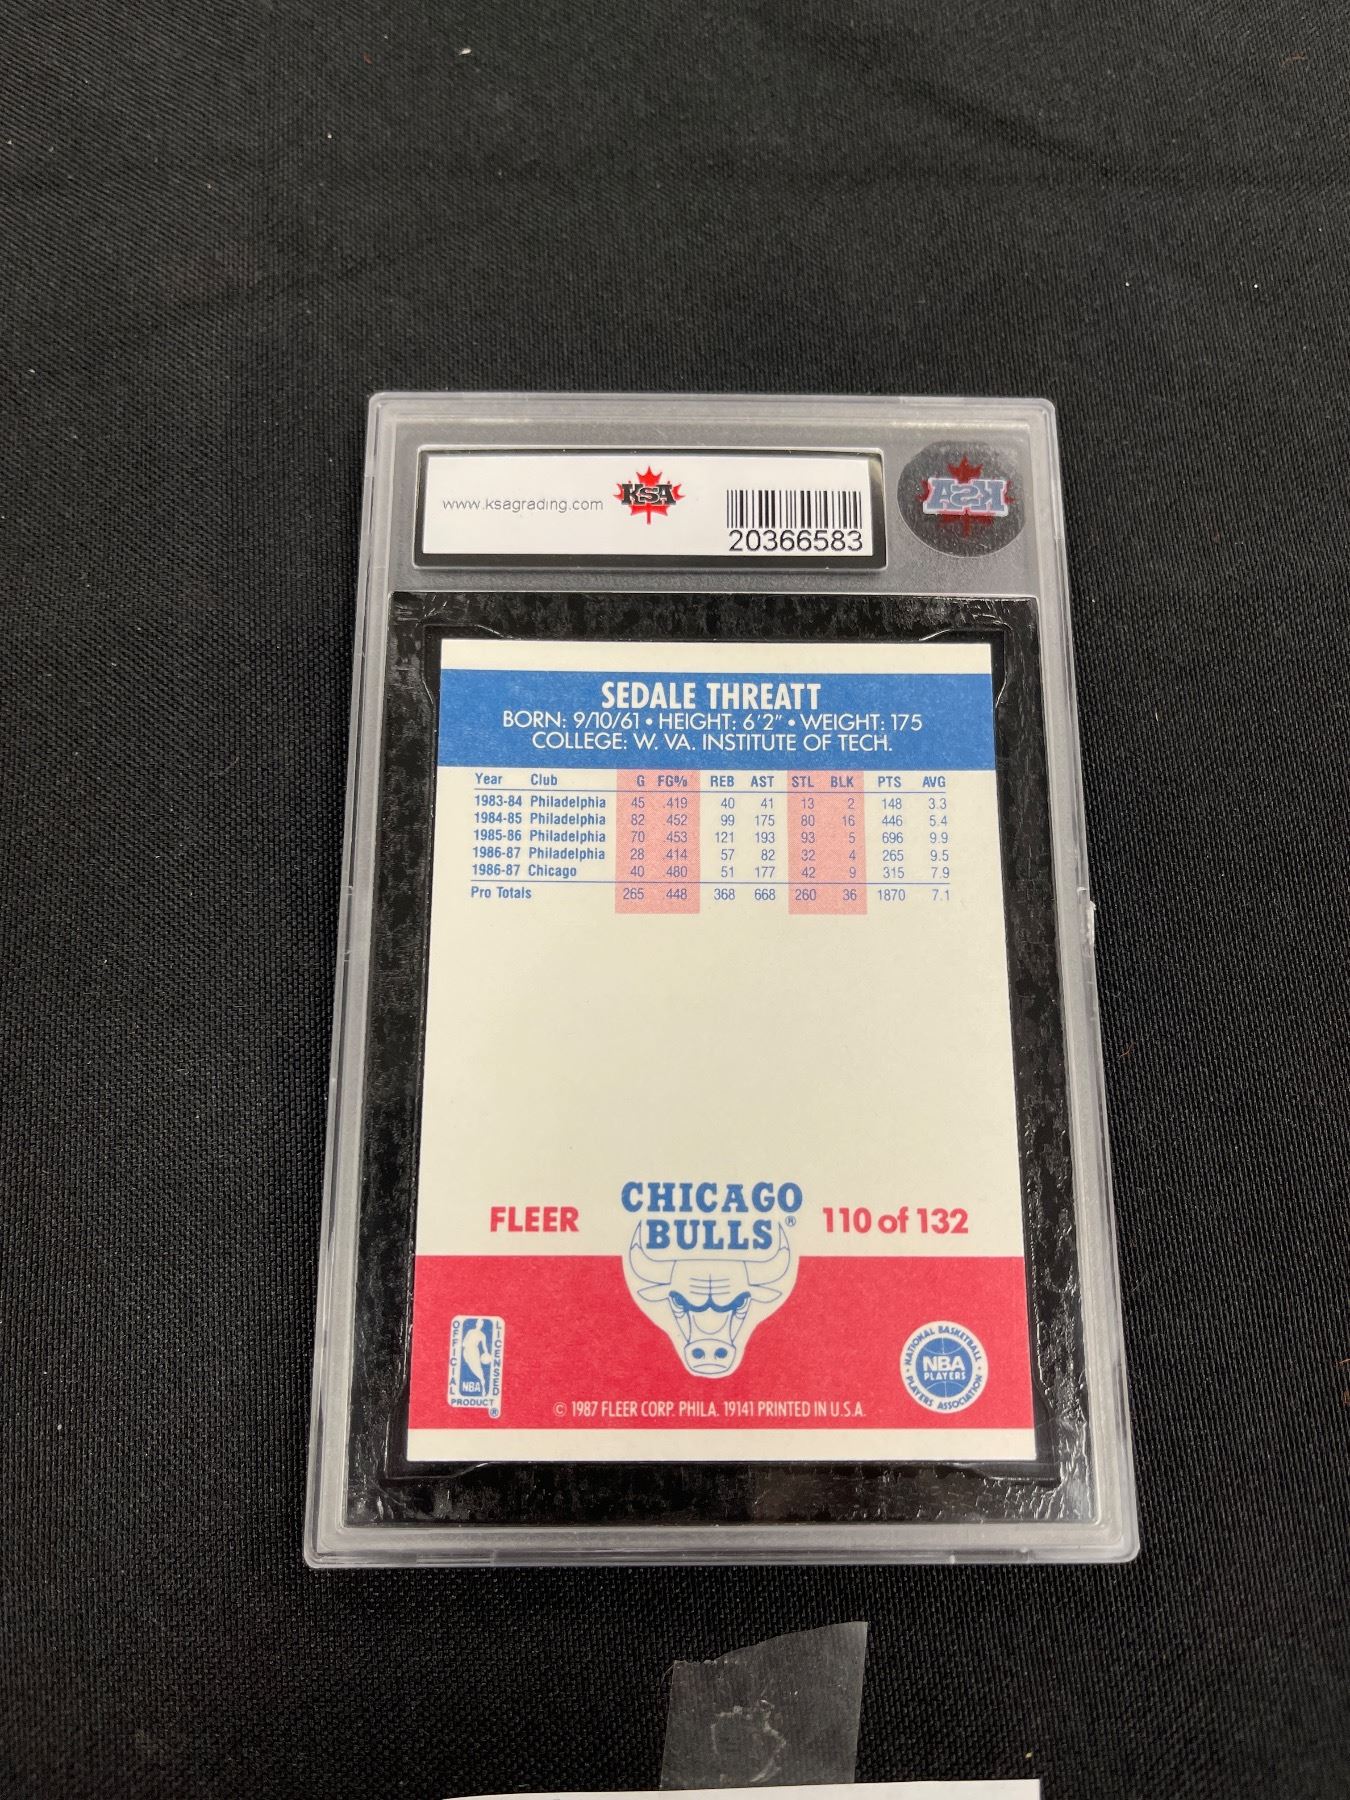 www.ksagrading.com KSA
20366583
KSA
SEDALE THREATT
BORN: 9/10/61 • HEIGHT: 6'2" • WEIGHT: 175
COLLEGE: W. VA. INSTITUTE OF TECH.
Year Club G FG% REB AST STL BLK PTS AVG
1983-84 Philadelphia 45 .419 40 41 13 2 148 3.3
1984-85 Philadelphia 82 .452 99 175 80 16 446 5.4
1985-86 Philadelphia 70 .453 121 193 93 5 696 9.9
1986-87 Philadelphia 28 .414 57 82 32 4 265 9.5
1986-87 Chicago 40 .480 51 177 42 9 315 7.9
Pro Totals 265 .448 368 668 260 36 1870 7.1
CHICAGO
BULLS®
FLEER
110 of 132
OFFICIAL LICENSED
NBA
PRODUCT ®
NATIONAL BASKETBALL
NBA
PLAYERS
PLAYERS ASSOCIATION
© 1987 FLEER CORP. PHILA. 19141 PRINTED IN U.S.A.